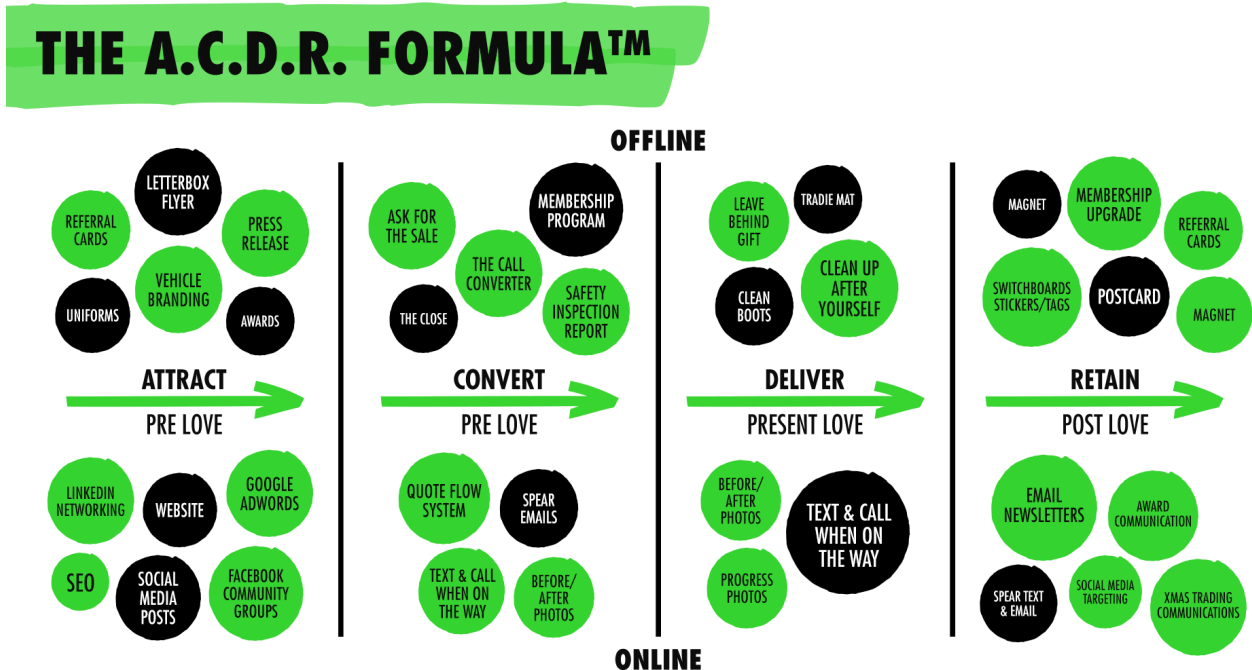 THE A.C.D.R. FORMULA™
OFFLINE
LETTERBOX
FLYER
REFERRAL
CARDS
PRESS
RELEASE
VEHICLE
BRANDING
UNIFORMS
AWARDS
ATTRACT
PRE LOVE
LINKEDIN
NETWORKING
WEBSITE
GOOGLE
ADWORDS
SEO
SOCIAL
MEDIA
POSTS
FACEBOOK
COMMUNITY
GROUPS
ASK FOR
THE SALE
MEMBERSHIP
PROGRAM
THE CALL
CONVERTER
THE CLOSE
SAFETY
INSPECTION
REPORT
CONVERT
PRE LOVE
QUOTE FLOW
SYSTEM
SPEAR
EMAILS
TEXT & CALL
WHEN ON
THE WAY
BEFORE/
AFTER
PHOTOS
LEAVE
BEHIND
GIFT
TRADIE MAT
CLEAN
BOOTS
CLEAN UP
AFTER
YOURSELF
DELIVER
PRESENT LOVE
BEFORE/
AFTER
PHOTOS
TEXT & CALL
WHEN ON
THE WAY
PROGRESS
PHOTOS
MAGNET
MEMBERSHIP
UPGRADE
REFERRAL
CARDS
SWITCHBOARDS
STICKERS/TAGS
POSTCARD
MAGNET
RETAIN
POST LOVE
EMAIL
NEWSLETTERS
AWARD
COMMUNICATION
SPEAR TEXT
& EMAIL
SOCIAL MEDIA
TARGETING
XMAS TRADING
COMMUNICATIONS
ONLINE